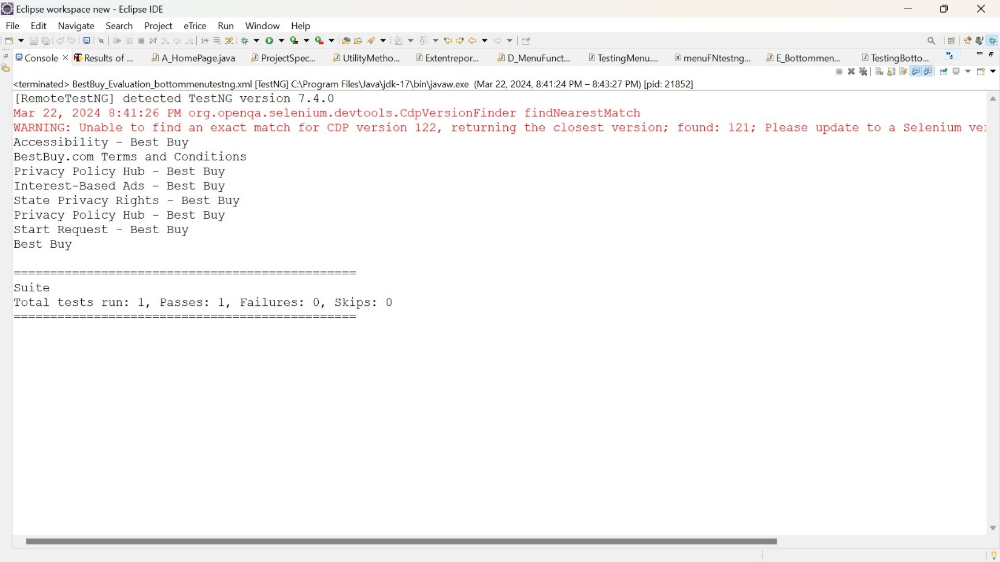 Eclipse workspace new - Eclipse IDE
File Edit Navigate Search Project eTrice Run Window Help
Console Results of ... A_HomePage.java ProjectSpec... UtilityMetho... Extentrepor... D_MenuFunct... TestingMenu.... menuFNtestng... E_Bottommen... TestingBotto... »6
<terminated> BestBuy_Evaluation_bottommenutestng.xml [TestNG] C:\Program Files\Java\jdk-17\bin\javaw.exe (Mar 22, 2024, 8:41:24 PM – 8:43:27 PM) [pid: 21852]
[RemoteTestNG] detected TestNG version 7.4.0
Mar 22, 2024 8:41:26 PM org.openqa.selenium.devtools.CdpVersionFinder findNearestMatch
WARNING: Unable to find an exact match for CDP version 122, returning the closest version; found: 121; Please update to a Selenium ver
Accessibility - Best Buy
BestBuy.com Terms and Conditions
Privacy Policy Hub - Best Buy
Interest-Based Ads - Best Buy
State Privacy Rights - Best Buy
Privacy Policy Hub - Best Buy
Start Request - Best Buy
Best Buy
===============================================
Suite
Total tests run: 1, Passes: 1, Failures: 0, Skips: 0
===============================================